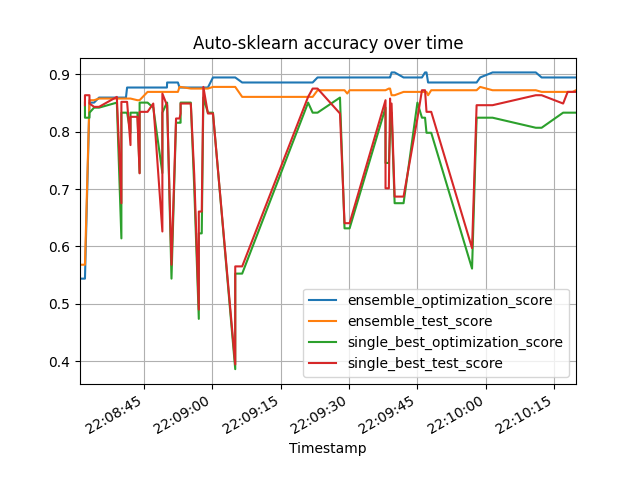 Auto-sklearn accuracy over time
0.9
0.8
0.7
0.6
0.5
0.4
ensemble_optimization_score
ensemble_test_score
single_best_optimization_score
single_best_test_score
22:08:45
22:09:00
22:09:15
22:09:30
22:09:45
22:10:00
22:10:15
Timestamp